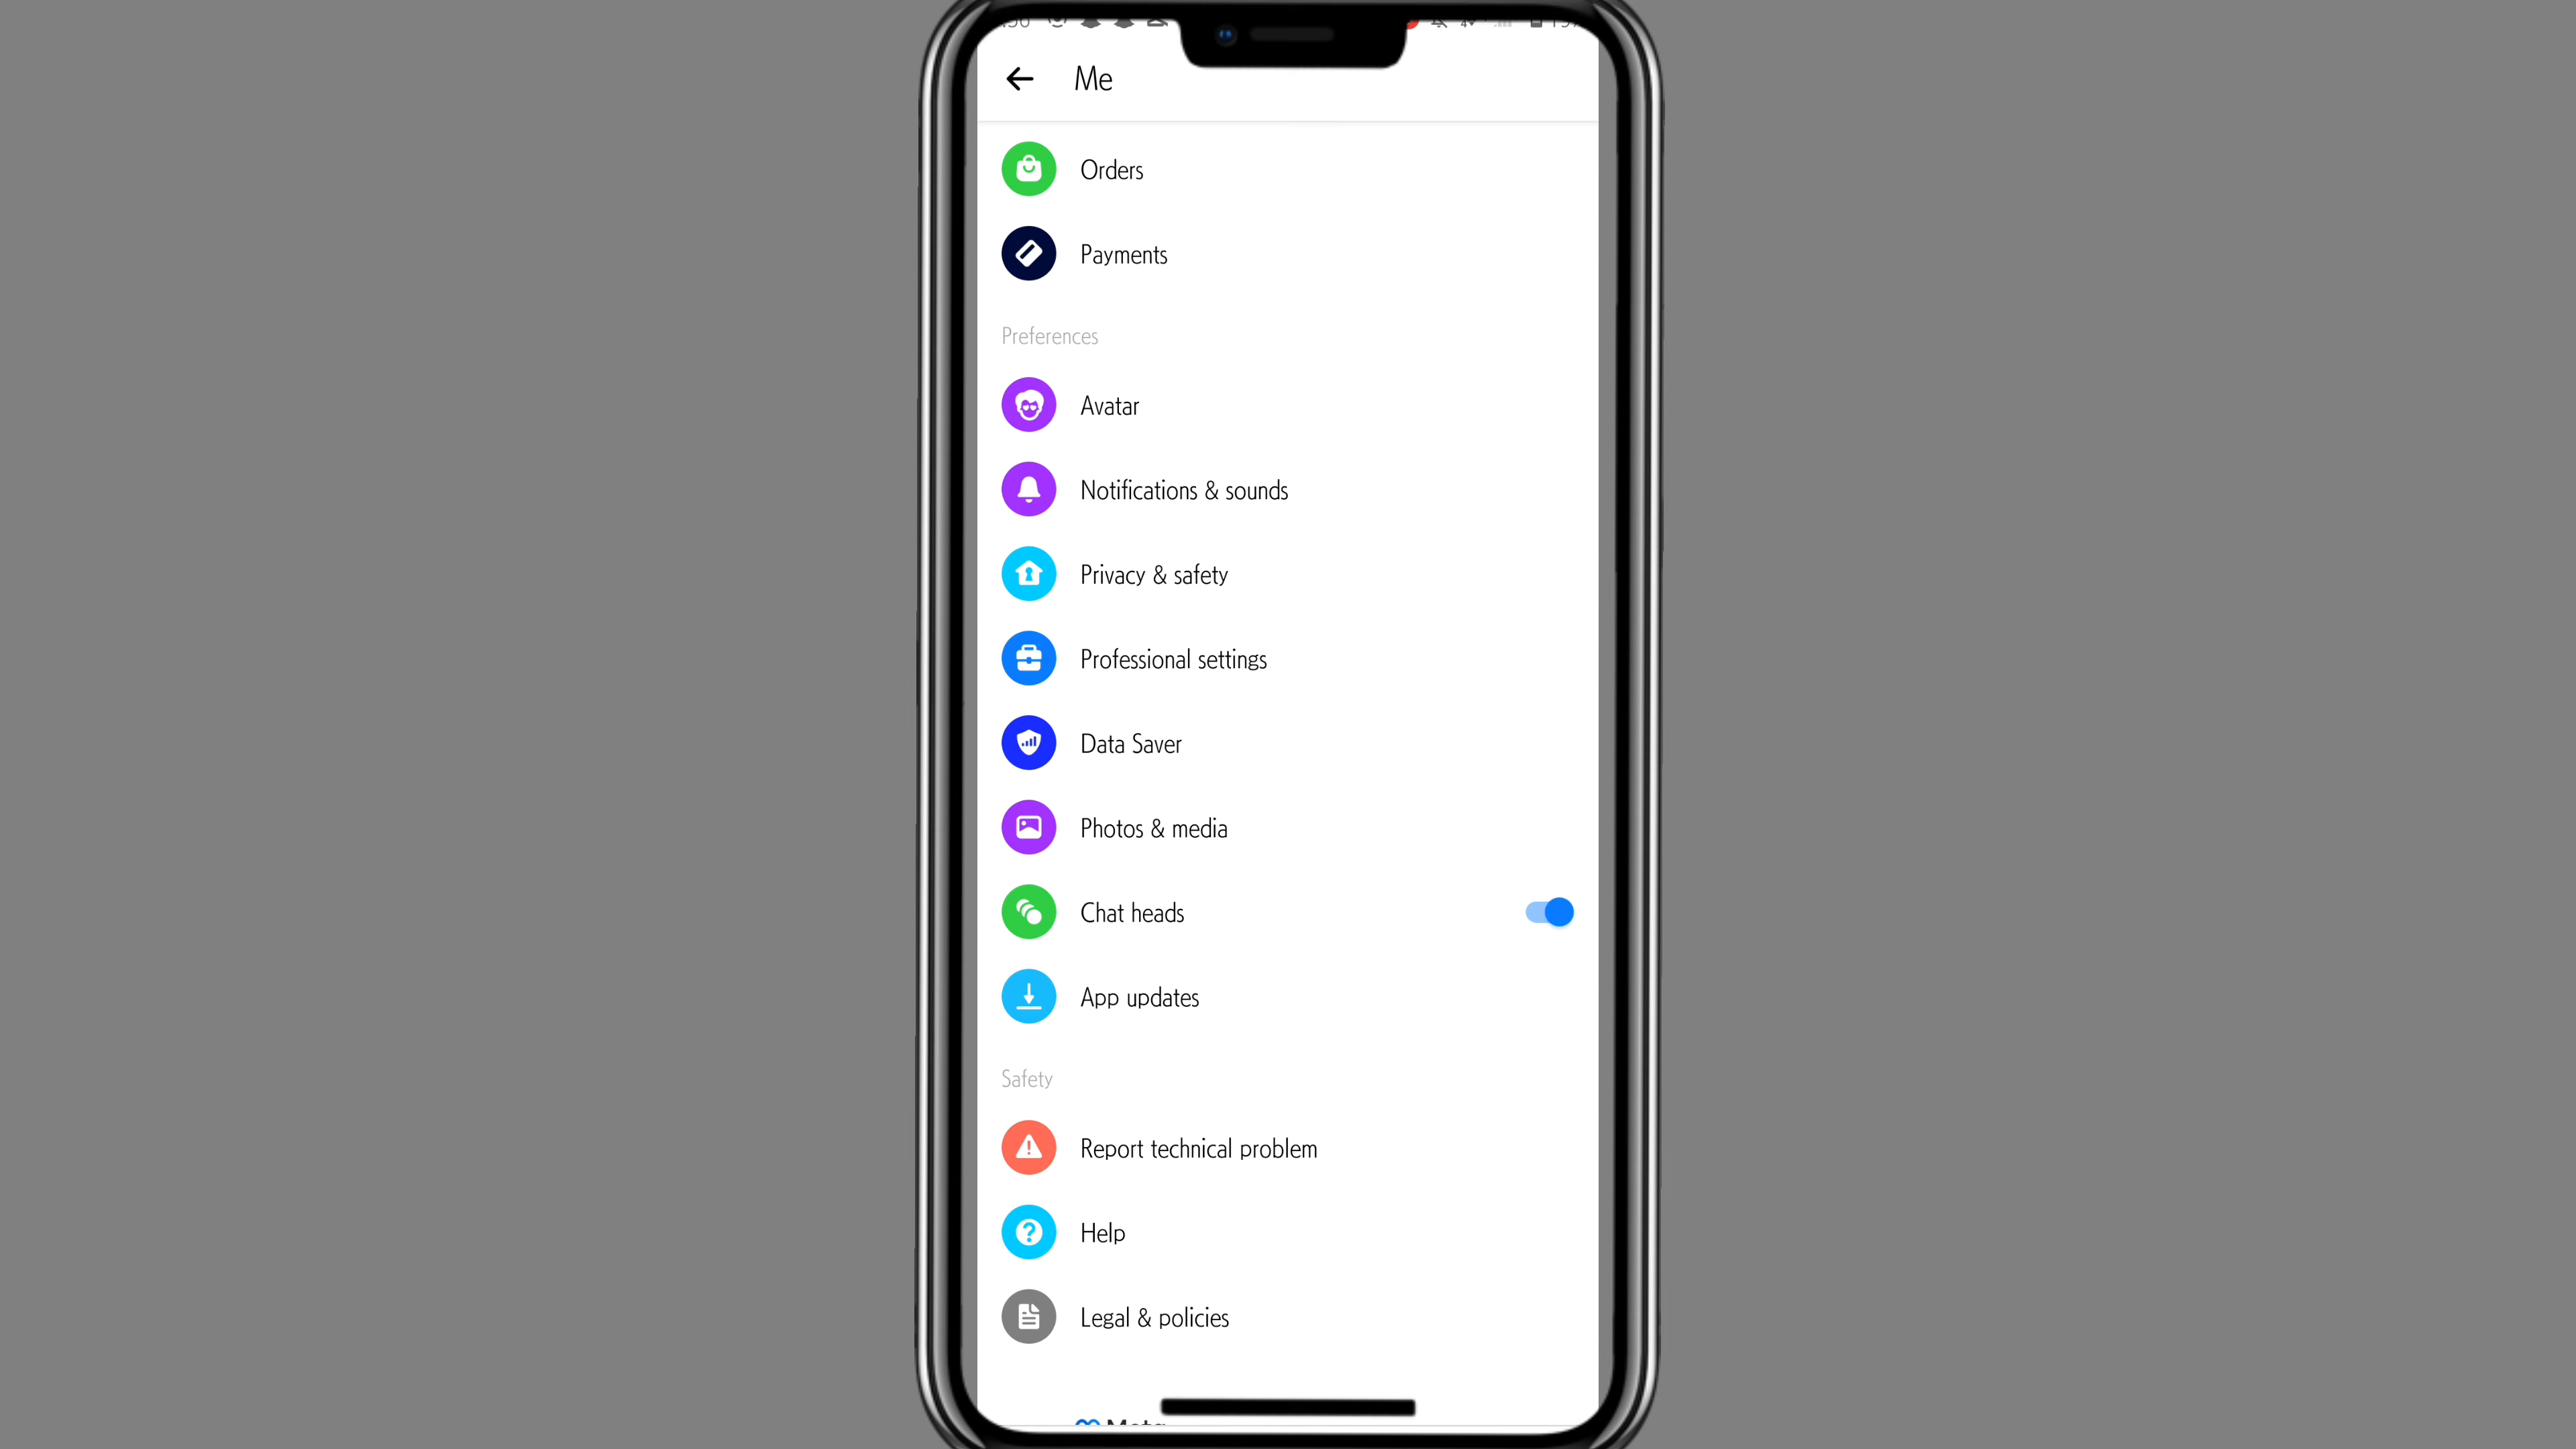 Me
Orders
Payments
Preferences
Avatar
Notifications & sounds
Privacy & safety
Professional settings
Data Saver
Photos & media
Chat heads
App updates
Safety
Report technical problem
Help
Legal & policies